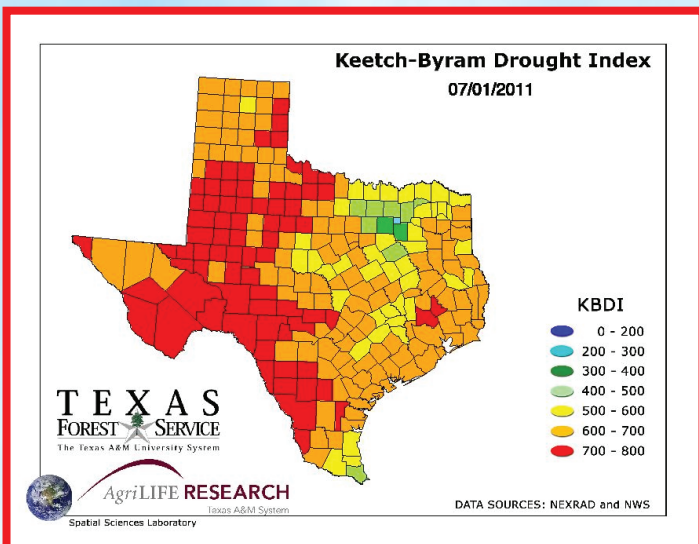 Keetch-Byram Drought Index
07/01/2011
KBDI
0 - 200
200 - 300
300 - 400
400 - 500
500 - 600
600 - 700
700 - 800
TEXAS
FOREST SERVICE
The Texas A&M University System
AgriLIFE RESEARCH
Texas A&M System
Spatial Sciences Laboratory
DATA SOURCES: NEXRAD and NWS